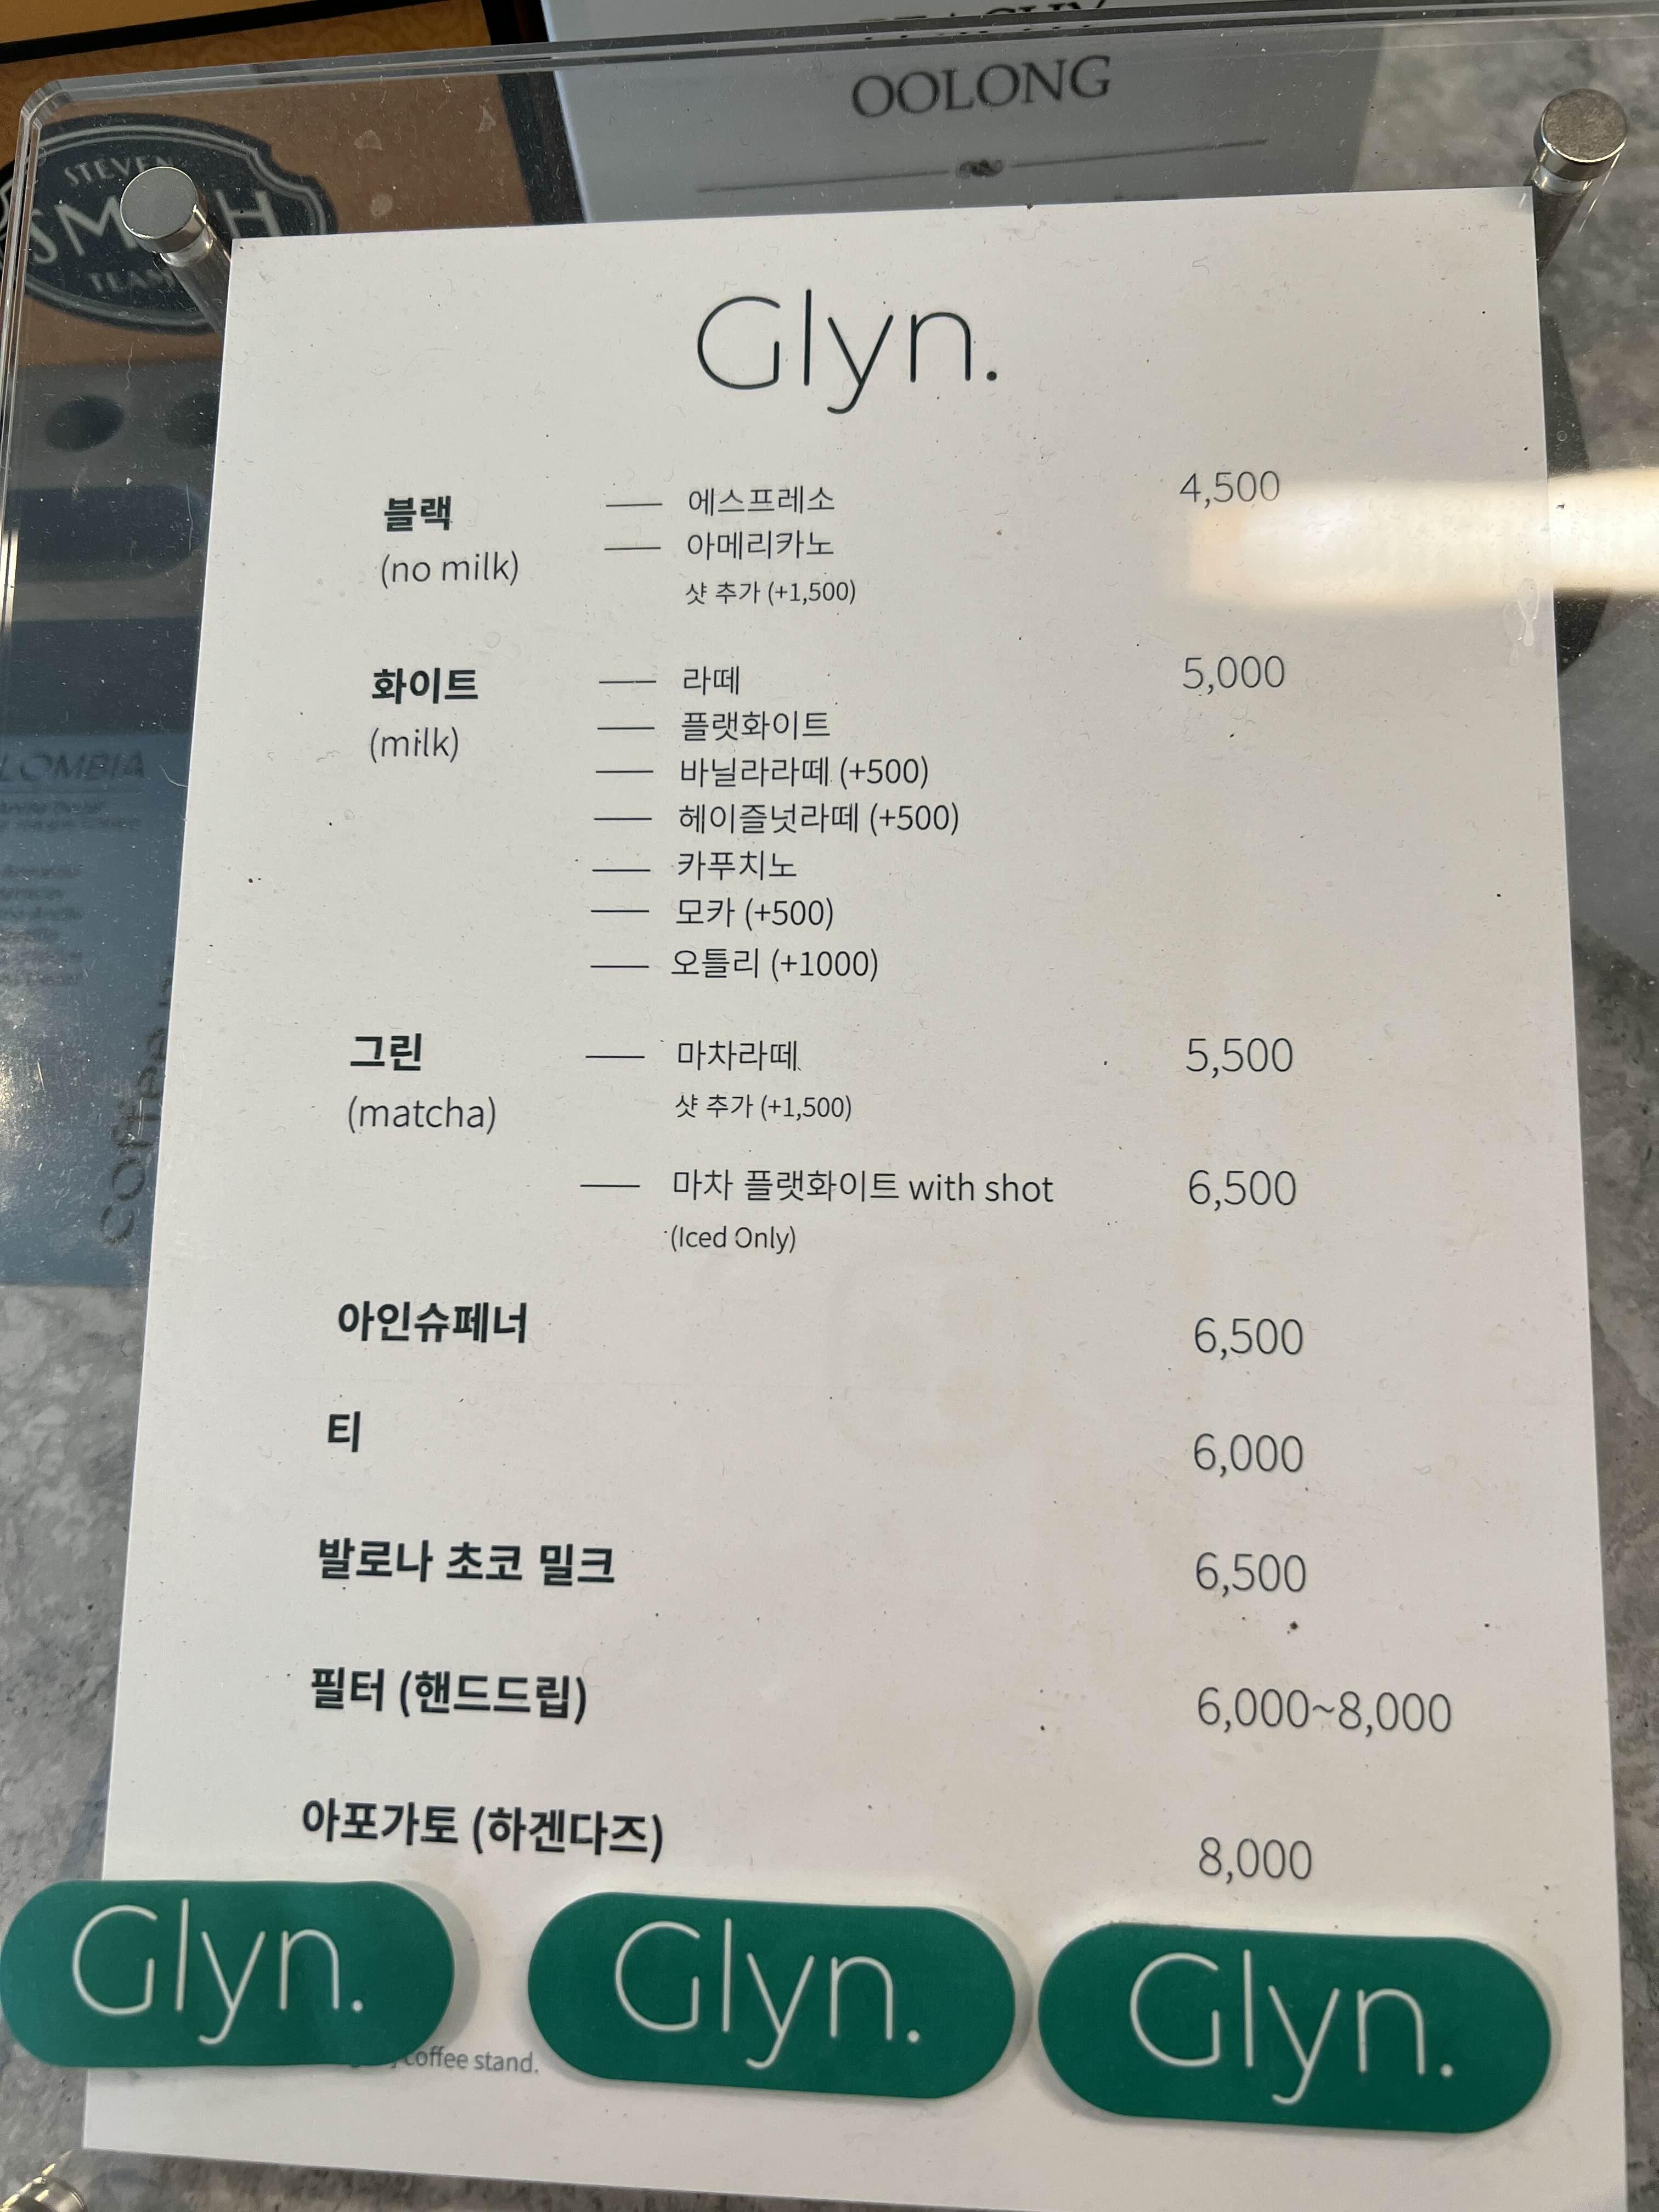 OOLONG
STEVEN
Glyn.
블랙 — 에스프레소 4,500
(no milk) — 아메리카노
샷 추가 (+1,500)
화이트 — 라떼 5,000
(milk) — 플랫화이트
— 바닐라라떼 (+500)
— 헤이즐넛라떼 (+500)
— 카푸치노
— 모카 (+500)
— 오틀리 (+1000)
그린 — 마차라떼 5,500
(matcha) 샷 추가 (+1,500)
— 마차 플랫화이트 with shot 6,500
(Iced Only)
아인슈페너 6,500
티 6,000
발로나 초코 밀크 6,500
필터 (핸드드립) 6,000~8,000
아포가토 (하겐다즈) 8,000
Glyn. Glyn. Glyn.
coffee stand.